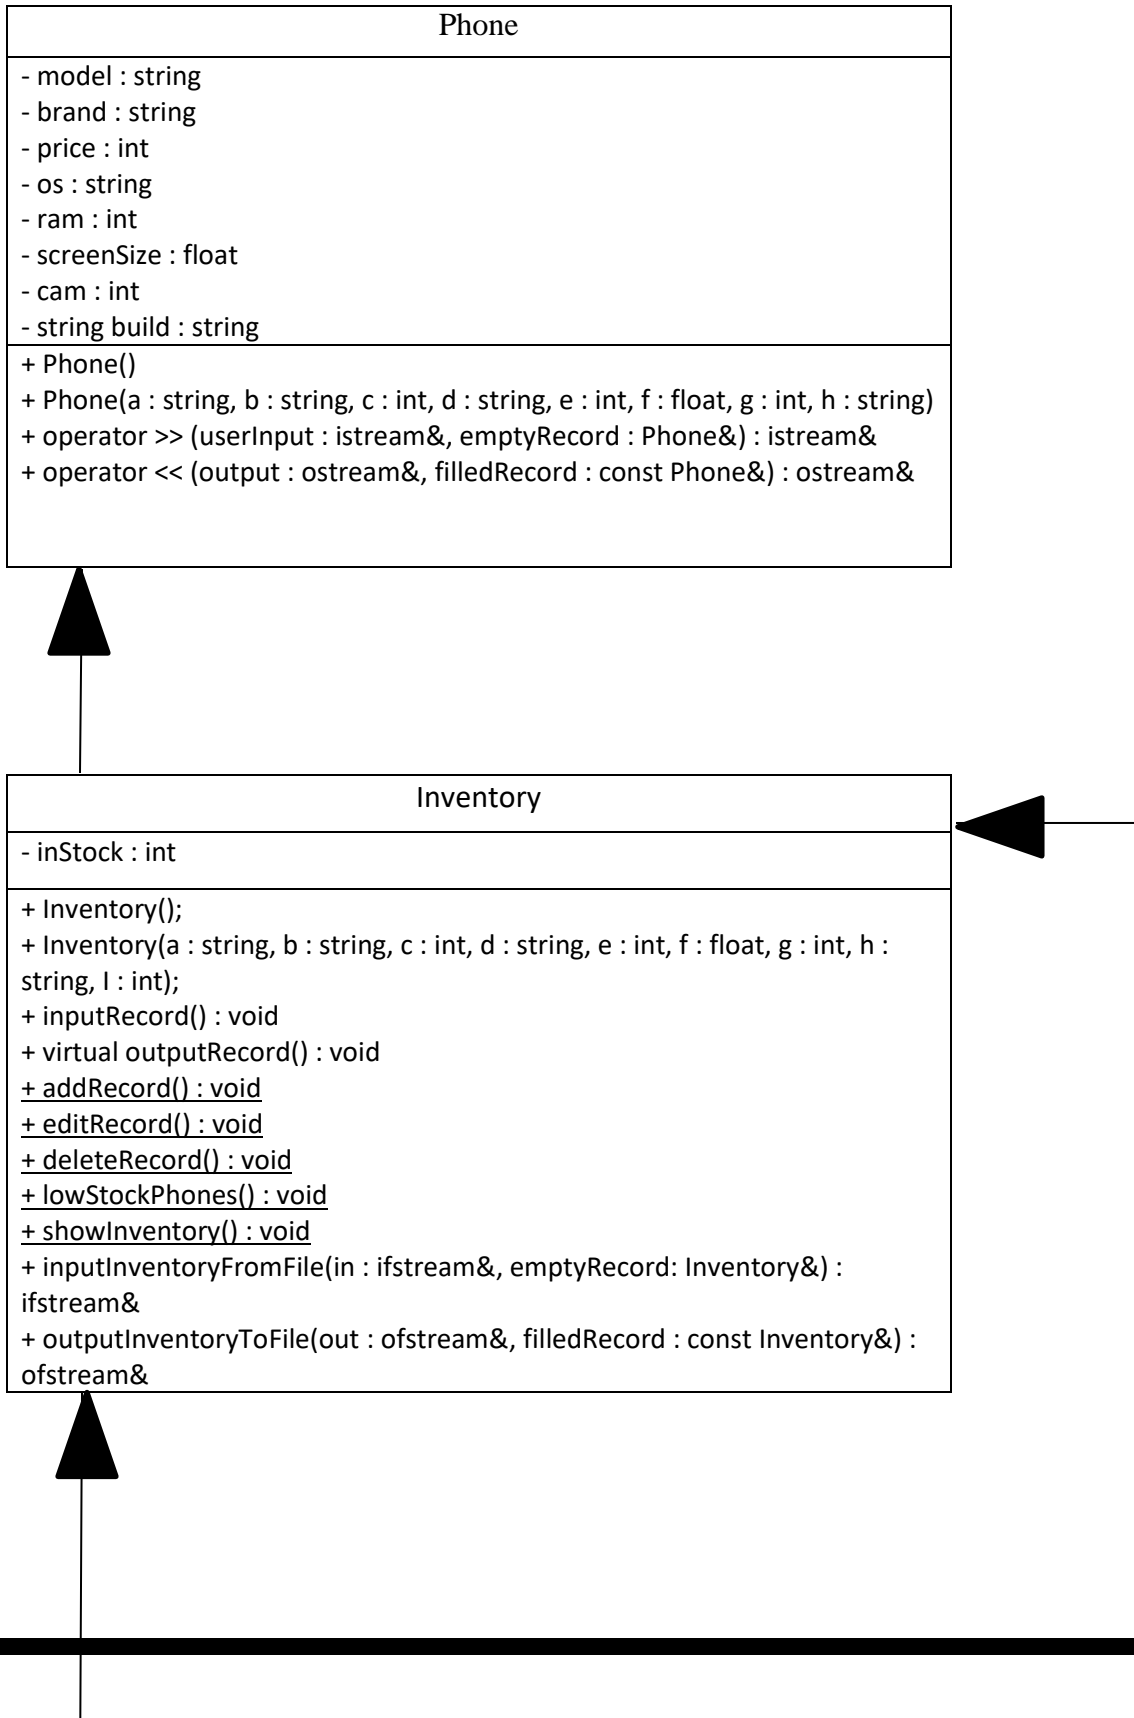 Phone
- model : string
- brand : string
- price : int
- os : string
- ram : int
- screenSize : float
- cam : int
- string build : string
+ Phone()
+ Phone(a : string, b : string, c : int, d : string, e : int, f : float, g : int, h : string)
+ operator >> (userInput : istream&, emptyRecord : Phone&) : istream&
+ operator << (output : ostream&, filledRecord : const Phone&) : ostream&
Inventory
- inStock : int
+ Inventory();
+ Inventory(a : string, b : string, c : int, d : string, e : int, f : float, g : int, h :
string, I : int);
+ inputRecord() : void
+ virtual outputRecord() : void
+ addRecord() : void
+ editRecord() : void
+ deleteRecord() : void
+ lowStockPhones() : void
+ showInventory() : void
+ inputInventoryFromFile(in : ifstream&, emptyRecord: Inventory&) :
ifstream&
+ outputInventoryToFile(out : ofstream&, filledRecord : const Inventory&) :
ofstream&